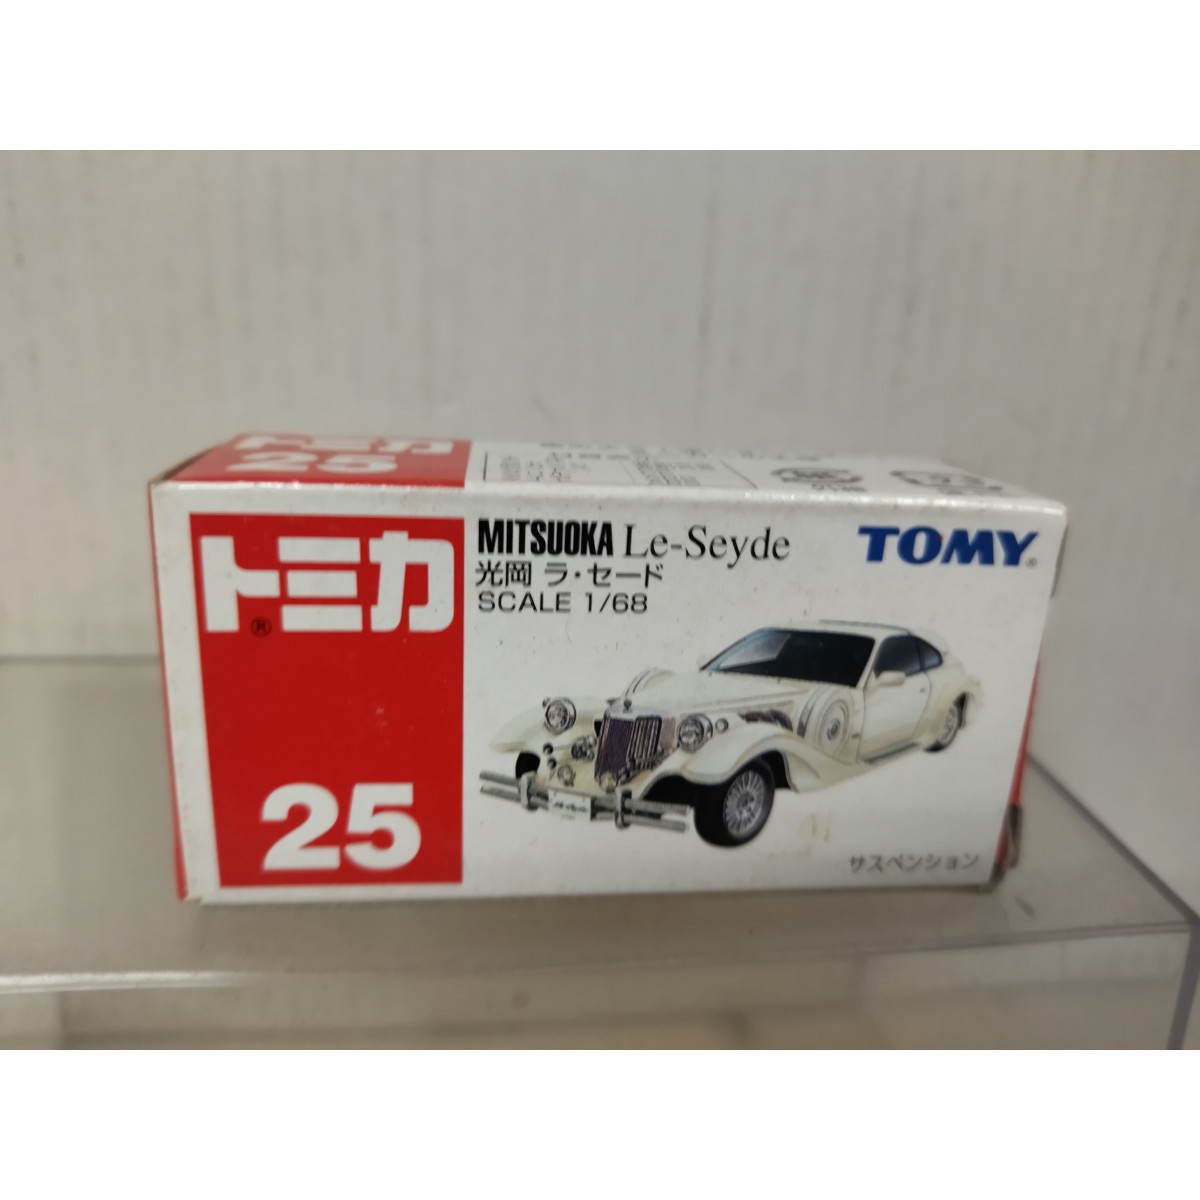 トミカ
25
トミカ®
25
MITSUOKA Le-Seyde
光岡 ラ・セード
SCALE 1/68
TOMY®
サスペンション